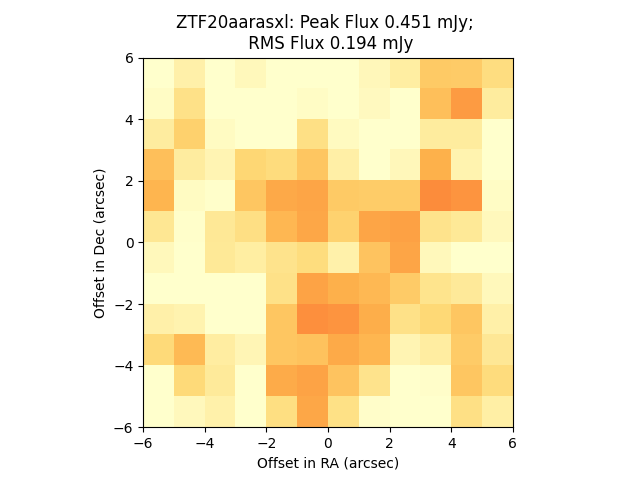 ZTF20aarasxl: Peak Flux 0.451 mJy;
RMS Flux 0.194 mJy
6
4
2
0
−2
−4
−6
Offset in Dec (arcsec)
−6 −4 −2 0 2 4 6
Offset in RA (arcsec)